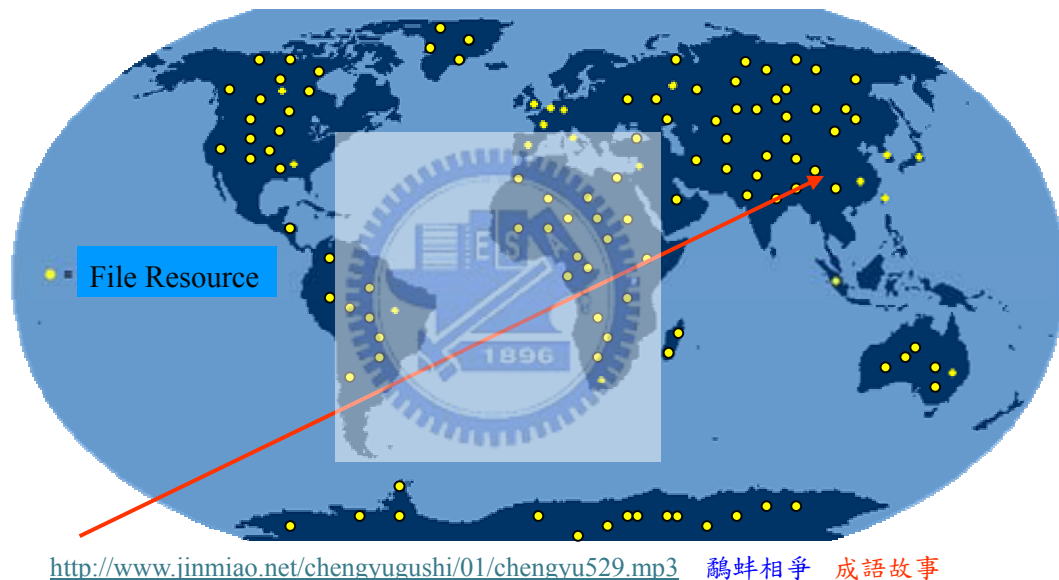 File Resource
ES
1896
http://www.jinmiao.net/chengyugushi/01/chengyu529.mp3 鷸蚌相爭 成語故事